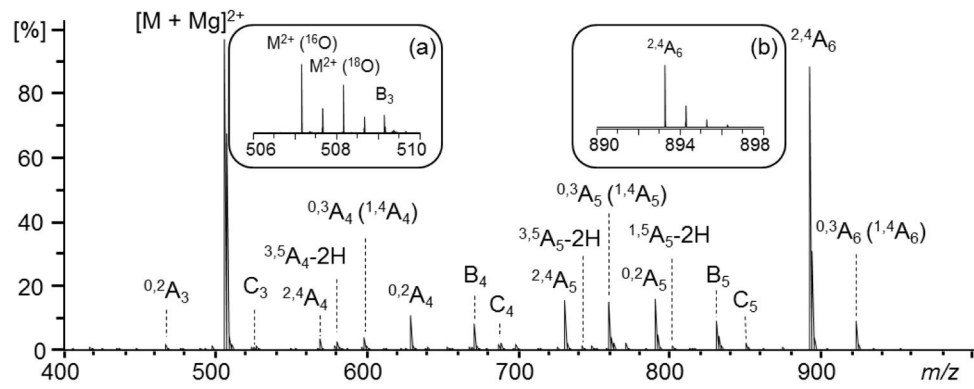 [%]
[M + Mg]²⁺
80
60
40
20
0
400
500
600
700
800
900
m/z
(a)
M²⁺ (¹⁶O)
M²⁺ (¹⁸O)
B₃
506
508
510
(b)
²,⁴A₆
890
894
898
²,⁴A₆
⁰,²A₃
C₃
²,⁴A₄
³,⁵A₄-2H
⁰,³A₄ (¹,⁴A₄)
⁰,²A₄
B₄
C₄
²,⁴A₅
³,⁵A₅-2H
⁰,³A₅ (¹,⁴A₅)
⁰,²A₅
¹,⁵A₅-2H
B₅
C₅
⁰,³A₆ (¹,⁴A₆)